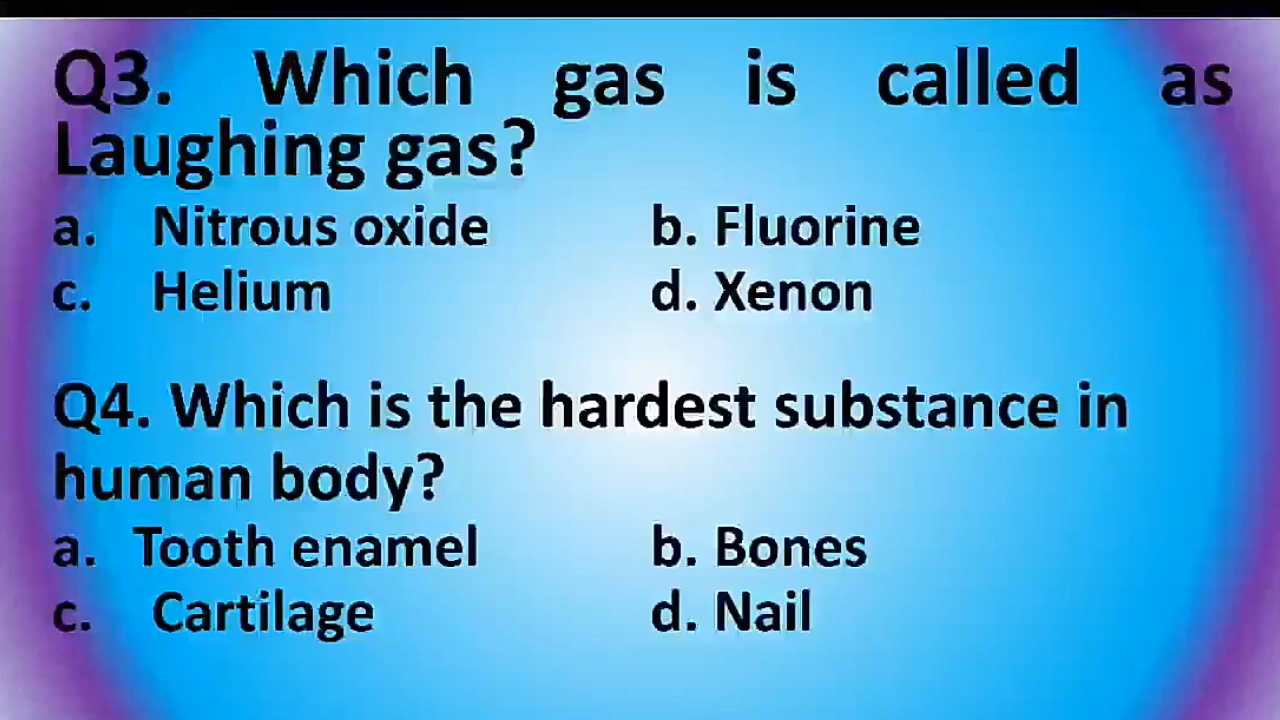 Q3. Which gas is called as
Laughing gas?
a. Nitrous oxide b. Fluorine
c. Helium d. Xenon
Q4. Which is the hardest substance in
human body?
a. Tooth enamel b. Bones
c. Cartilage d. Nail